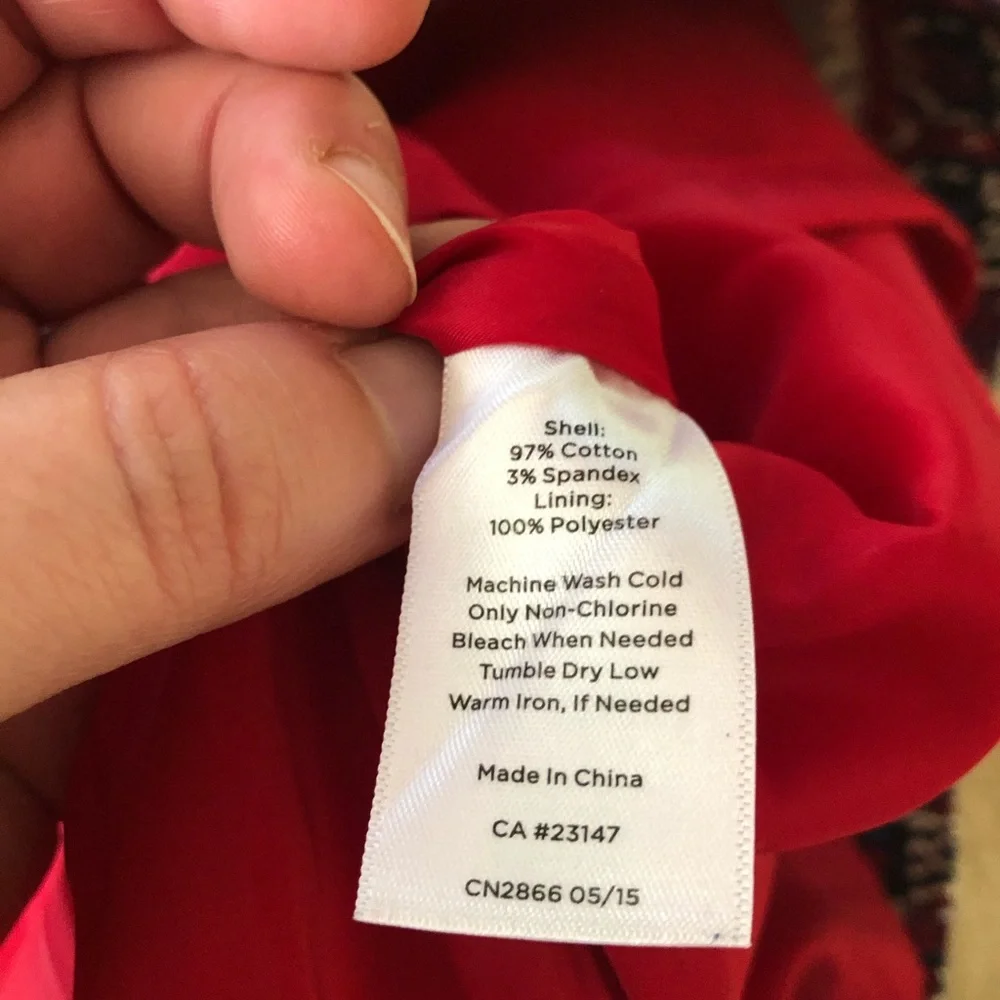 Shell:
97% Cotton
3% Spandex
Lining:
100% Polyester
Machine Wash Cold
Only Non-Chlorine
Bleach When Needed
Tumble Dry Low
Warm Iron, If Needed
Made In China
CA #23147
CN2866 05/15